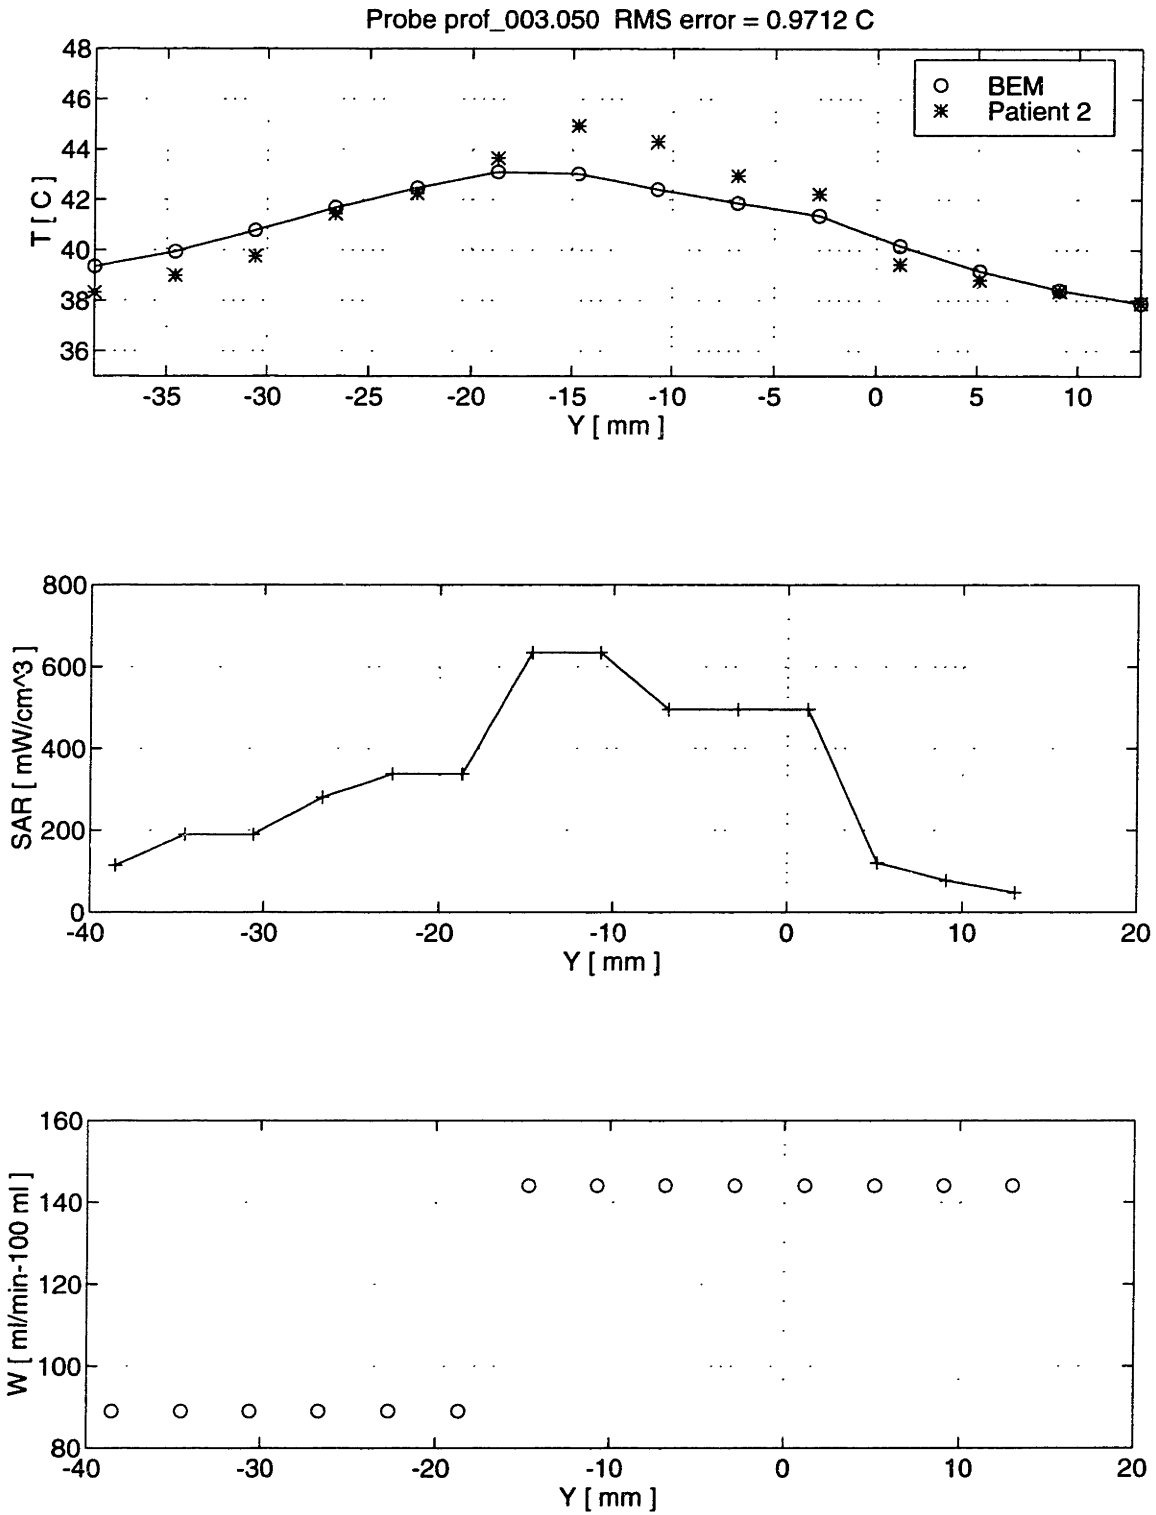 Probe prof_003.050 RMS error = 0.9712 C
48
46
44
42
40
38
36
T [ C ]
BEM
Patient 2
-35 -30 -25 -20 -15 -10 -5 0 5 10
Y [ mm ]
800
600
400
200
0
SAR [ mW/cm^3 ]
-40 -30 -20 -10 0 10 20
Y [ mm ]
160
140
120
100
80
W [ ml/min-100 ml ]
-40 -30 -20 -10 0 10 20
Y [ mm ]